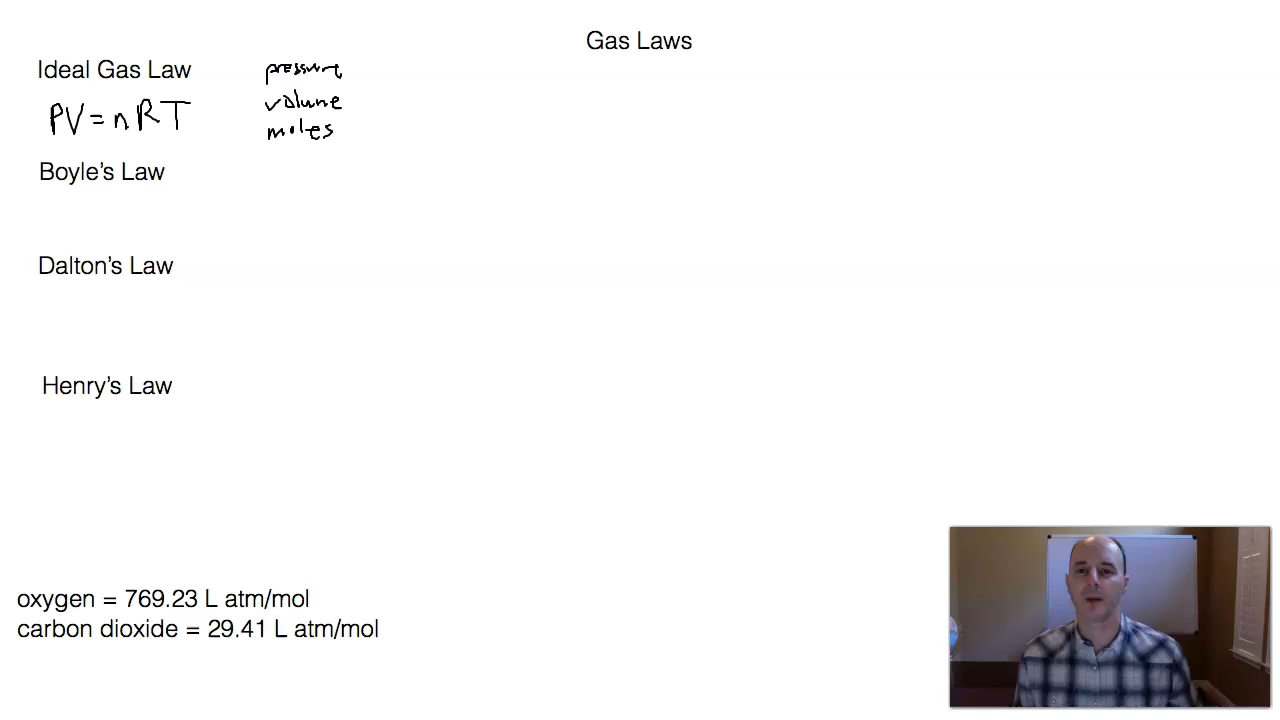 Gas Laws
Ideal Gas Law
PV = nRT
pressure
volume
moles
Boyle’s Law
Dalton’s Law
Henry’s Law
oxygen = 769.23 L atm/mol
carbon dioxide = 29.41 L atm/mol